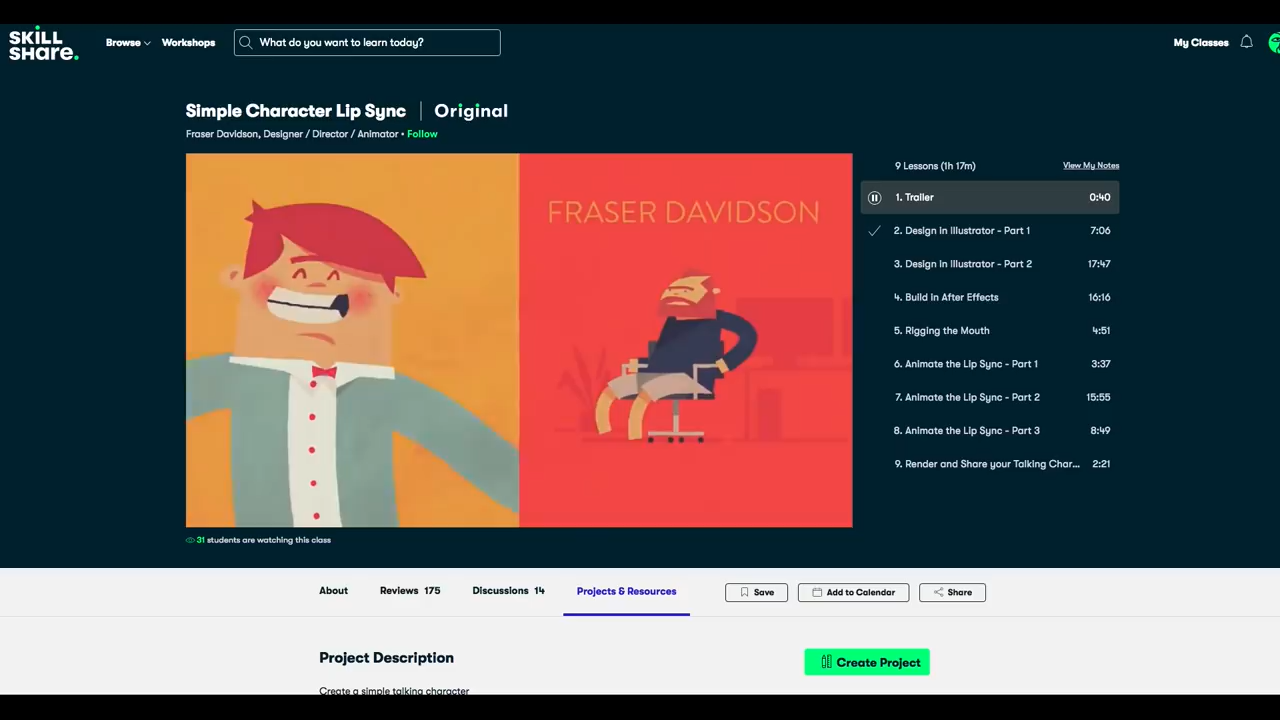 SKILL
SHARE.
Browse
Workshops
What do you want to learn today?
My Classes
Simple Character Lip Sync | Original
Fraser Davidson, Designer / Director / Animator • Follow
FRASER DAVIDSON
9 Lessons (1h 17m)
View My Notes
1. Trailer 0:40
2. Design in Illustrator - Part 1 7:06
3. Design in Illustrator - Part 2 17:47
4. Build in After Effects 16:16
5. Rigging the Mouth 4:51
6. Animate the Lip Sync - Part 1 3:37
7. Animate the Lip Sync - Part 2 15:55
8. Animate the Lip Sync - Part 3 8:49
9. Render and Share your Talking Char... 2:21
31 students are watching this class
About
Reviews 175
Discussions 14
Projects & Resources
Save
Add to Calendar
Share
Project Description
Create Project
Create a simple talking character